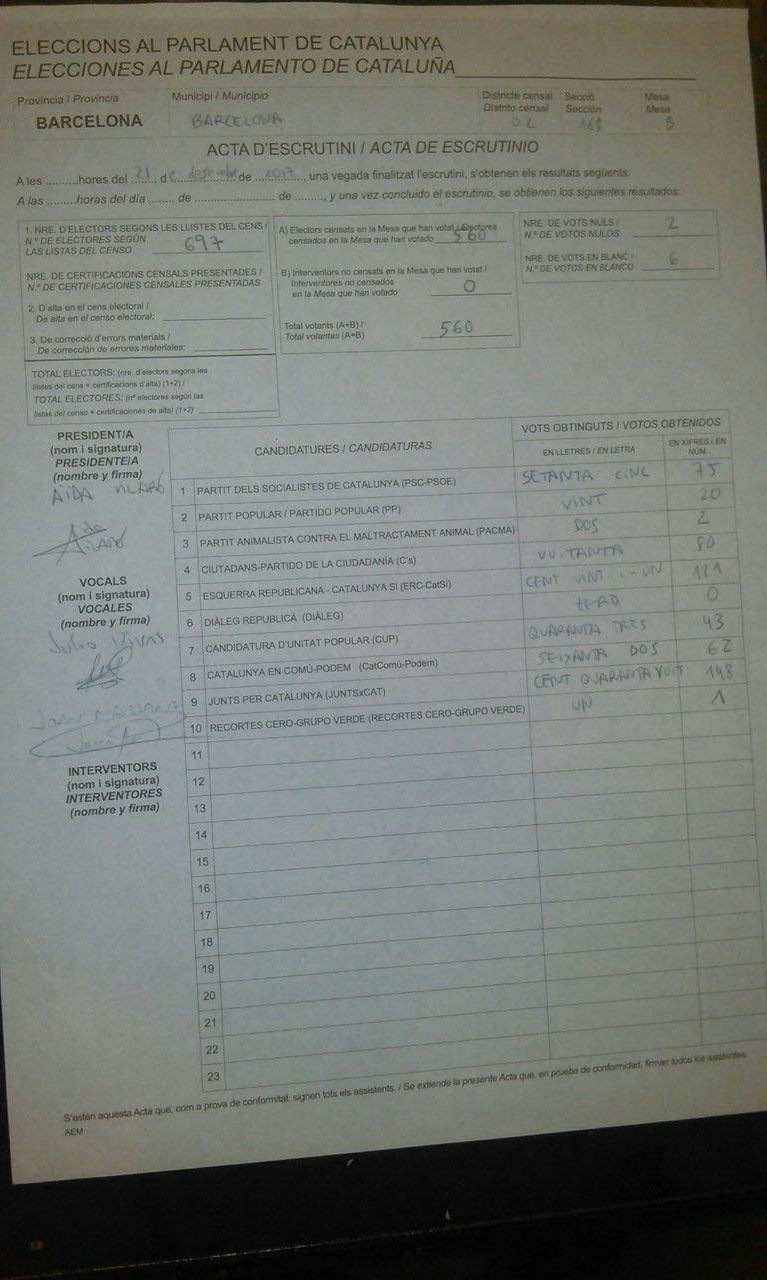 ELECCIONS AL PARLAMENT DE CATALUNYA
ELECCIONES AL PARLAMENTO DE CATALUÑA
Província / Provincia Municipi / Municipio Districte censal Secció Mesa
Distrito censal Sección Mesa
BARCELONA BARCELONA 02 169 B
ACTA D'ESCRUTINI / ACTA DE ESCRUTINIO
A les ..........hores del 21 de desembre de 2017, una vegada finalitzat l'escrutini, s'obtenen els resultats següents:
A las .........horas del día ........ de ............................ de .........., y una vez concluido el escrutinio, se obtienen los siguientes resultados:
1. NRE. D'ELECTORS SEGONS LES LLISTES DEL CENS /
N.º DE ELECTORES SEGÚN
LAS LISTAS DEL CENSO 697
NRE. DE CERTIFICACIONS CENSALS PRESENTADES /
N.º DE CERTIFICACIONES CENSALES PRESENTADAS
2. D'alta en el cens electoral /
De alta en el censo electoral:
3. De correcció d'errors materials /
De corrección de errores materiales:
TOTAL ELECTORS: (nre. d'electors segons les
llistes del cens + certificacions d'alta) (1+2) /
TOTAL ELECTORES: (nº electores según las
listas del censo + certificaciones de alta) (1+2)
A) Electors censats en la Mesa que han votat / Electores
censados en la Mesa que han votado 560
B) Interventors no censats en la Mesa que han votat /
Interventores no censados
en la Mesa que han votado 0
Total votants (A+B) /
Total votantes (A+B) 560
NRE. DE VOTS NULS /
N.º DE VOTOS NULOS 2
NRE. DE VOTS EN BLANC /
N.º DE VOTOS EN BLANCO 6
PRESIDENT/A
(nom i signatura)
PRESIDENTE/A
(nombre y firma)
AÏDA VILARÓ
VOCALS
(nom i signatura)
VOCALES
(nombre y firma)
Julio
Joan
INTERVENTORS
(nom i signatura)
INTERVENTORES
(nombre y firma)
CANDIDATURES / CANDIDATURAS VOTS OBTINGUTS / VOTOS OBTENIDOS
EN LLETRES / EN LETRA EN XIFRES / EN NÚM.
1 PARTIT DELS SOCIALISTES DE CATALUNYA (PSC-PSOE) SETANTA CINC 75
2 PARTIT POPULAR / PARTIDO POPULAR (PP) VINT 20
3 PARTIT ANIMALISTA CONTRA EL MALTRACTAMENT ANIMAL (PACMA) DOS 2
4 CIUTADANS-PARTIDO DE LA CIUDADANÍA (C's) VUITANTA 80
5 ESQUERRA REPUBLICANA - CATALUNYA SÍ (ERC-CatSí) CENT VINT - UN 121
6 DIÀLEG REPUBLICÀ (DIÀLEG) ZERO 0
7 CANDIDATURA D'UNITAT POPULAR (CUP) QUARANTA TRES 43
8 CATALUNYA EN COMÚ-PODEM (CatComú-Podem) SEIXANTA DOS 62
9 JUNTS PER CATALUNYA (JUNTSxCAT) CENT QUARANTA VUIT 148
10 RECORTES CERO-GRUPO VERDE (RECORTES CERO-GRUPO VERDE) UN 1
11
12
13
14
15
16
17
18
19
20
21
22
23
S'estén aquesta Acta que, com a prova de conformitat, signen tots els assistents. / Se extiende la presente Acta que, en prueba de conformidad, firman todos los asistentes.
AEM